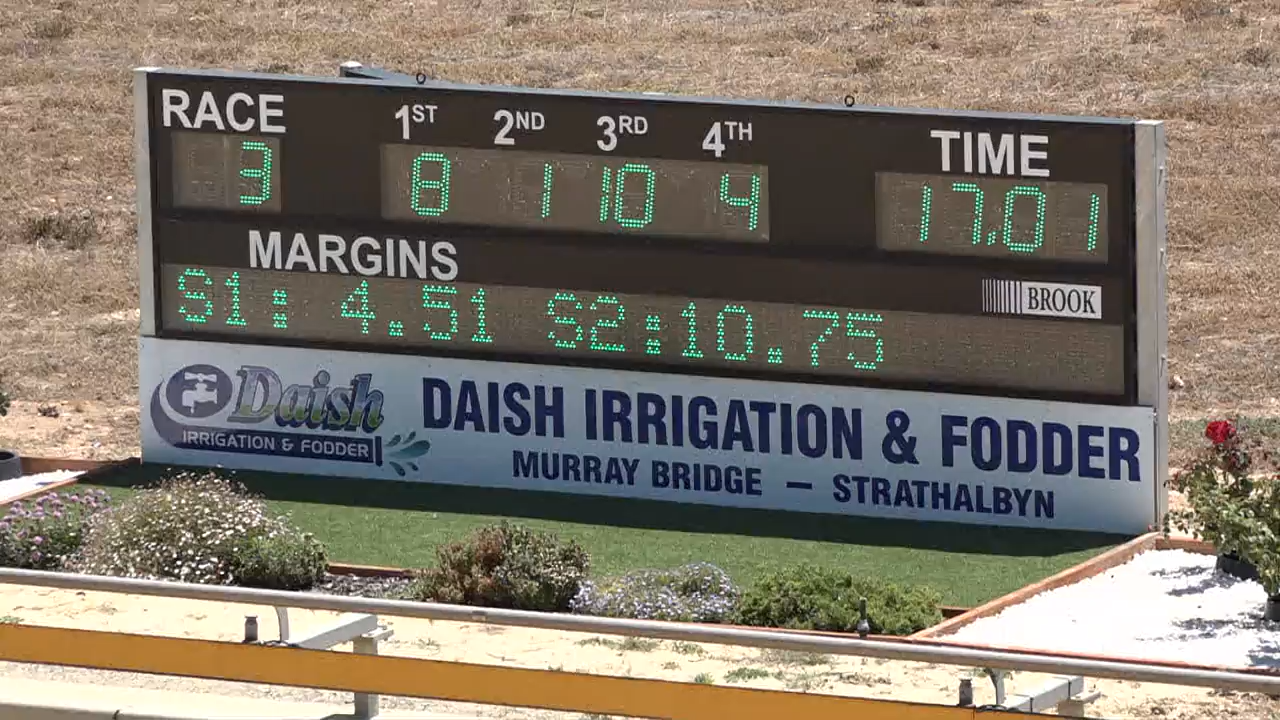 RACE 1ST 2ND 3RD 4TH TIME
3 8 1 10 4 17.01
MARGINS
BROOK
S1: 4.51 S2:10.75
Daish
IRRIGATION & FODDER
DAISH IRRIGATION & FODDER
MURRAY BRIDGE – STRATHALBYN